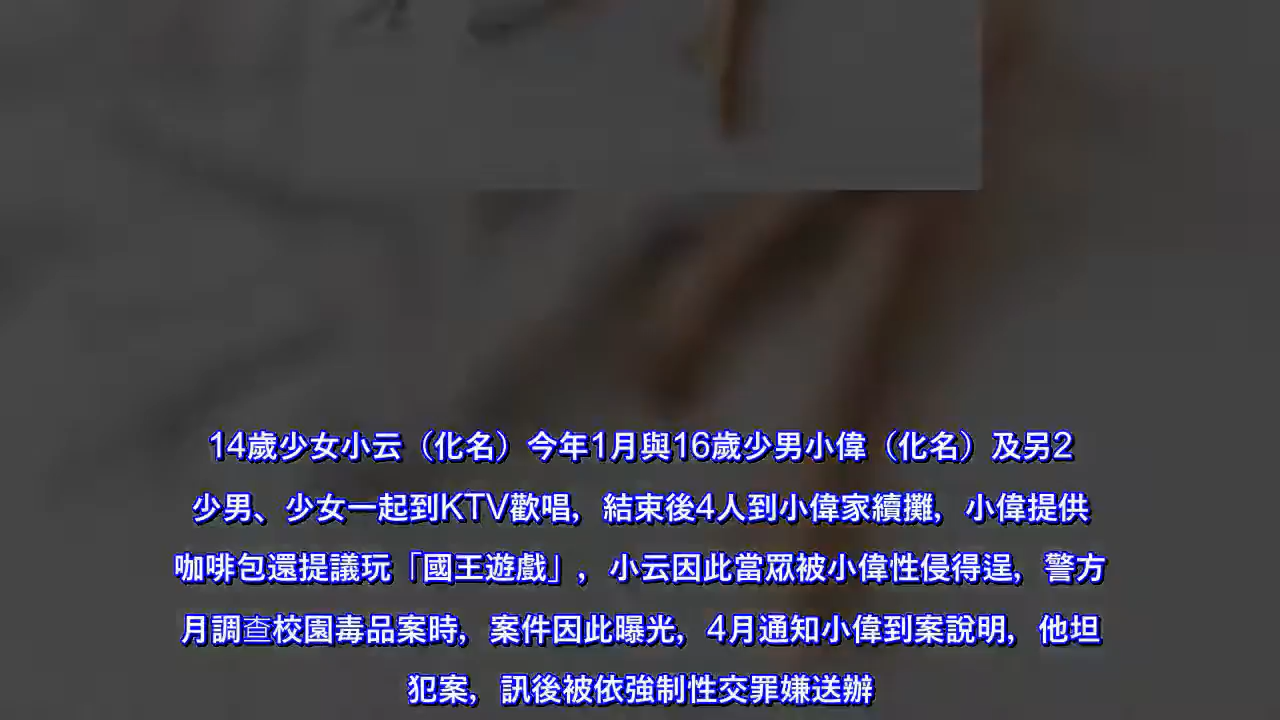 14歲少女小云（化名）今年1月與16歲少男小偉（化名）及另2
少男、少女一起到KTV歡唱，結束後4人到小偉家續攤，小偉提供
咖啡包還提議玩「國王遊戲」，小云因此當眾被小偉性侵得逞，警方
月調查校園毒品案時，案件因此曝光，4月通知小偉到案說明，他坦
犯案，訊後被依強制性交罪嫌送辦